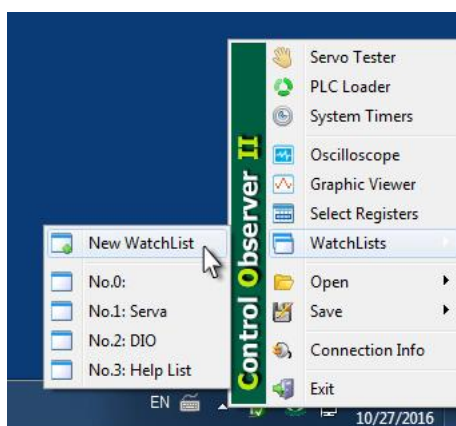 Control Observer II
Servo Tester
PLC Loader
System Timers
Oscilloscope
Graphic Viewer
Select Registers
WatchLists
Open
Save
Connection Info
Exit
New WatchList
No.0:
No.1: Serva
No.2: DIO
No.3: Help List
EN
10/27/2016